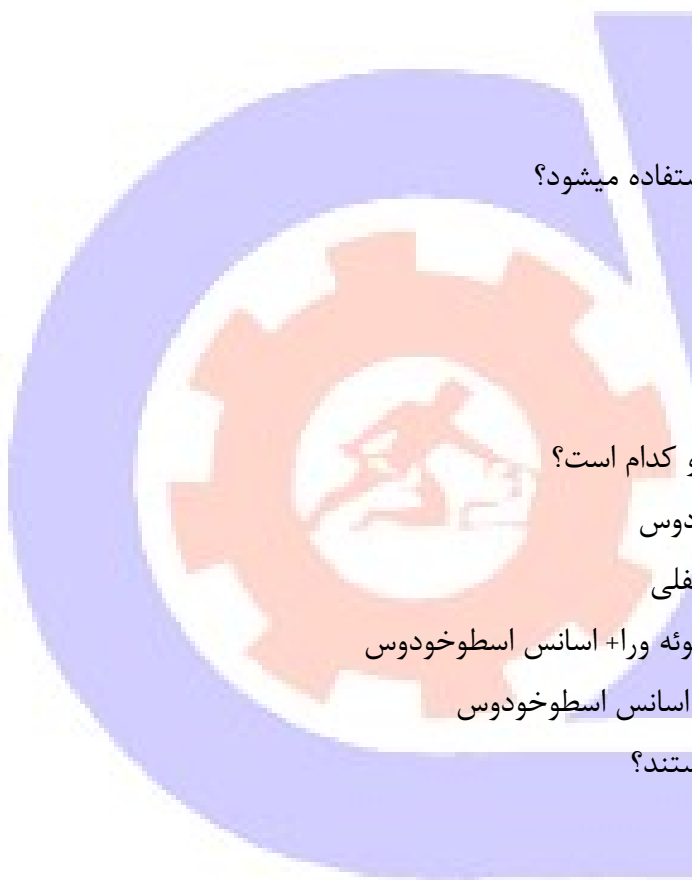 ستفاده میشود؟
و کدام است؟
دوس
فلی
وئه ورا+ اسانس اسطوخودوس
اسانس اسطوخودوس
ستند؟